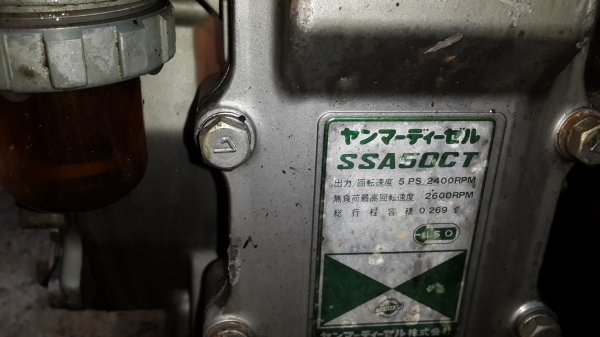 ヤンマーディーゼル
SSA50CT
出力/回転速度 5 PS 2400RPM
無負荷最高回転速度 2600RPM
総行程容積 0.269 ℓ
ヤンマーディーゼル株式会社